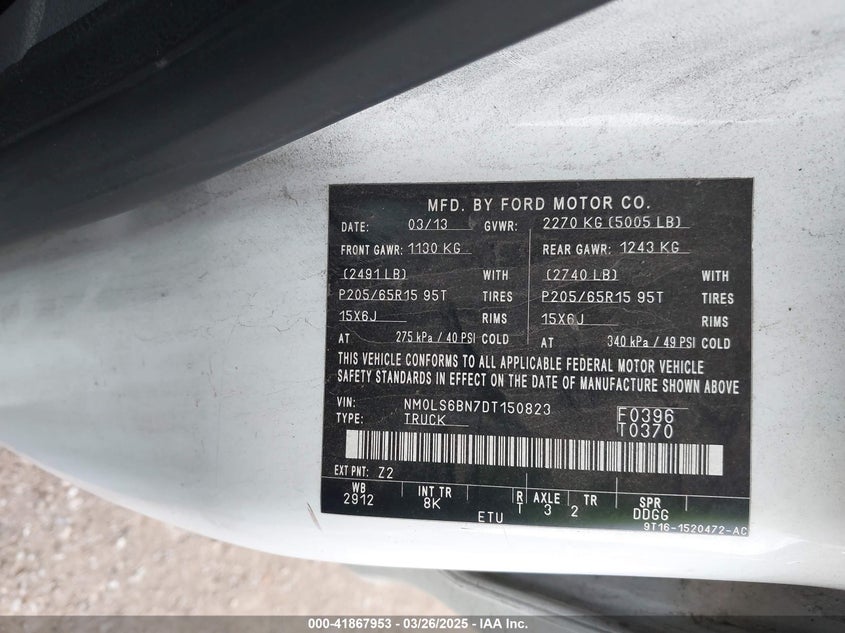 MFD. BY FORD MOTOR CO.
DATE: 03/13 GVWR: 2270 KG (5005 LB)
FRONT GAWR: 1130 KG REAR GAWR: 1243 KG
(2491 LB) WITH (2740 LB) WITH
P205/65R15 95T TIRES P205/65R15 95T TIRES
15X6J RIMS 15X6J RIMS
AT 275 kPa / 40 PSI COLD AT 340 kPa / 49 PSI COLD
THIS VEHICLE CONFORMS TO ALL APPLICABLE FEDERAL MOTOR VEHICLE
SAFETY STANDARDS IN EFFECT ON THE DATE OF MANUFACTURE SHOWN ABOVE
VIN: NM0LS6BN7DT150823 F0396
TYPE: TRUCK T0370
EXT PNT: Z2
WB INT TR R AXLE TR SPR
2912 8K T 3 2 DDGG
ETU 9T16-1520472-AC
000-41867953 - 03/26/2025 - IAA Inc.